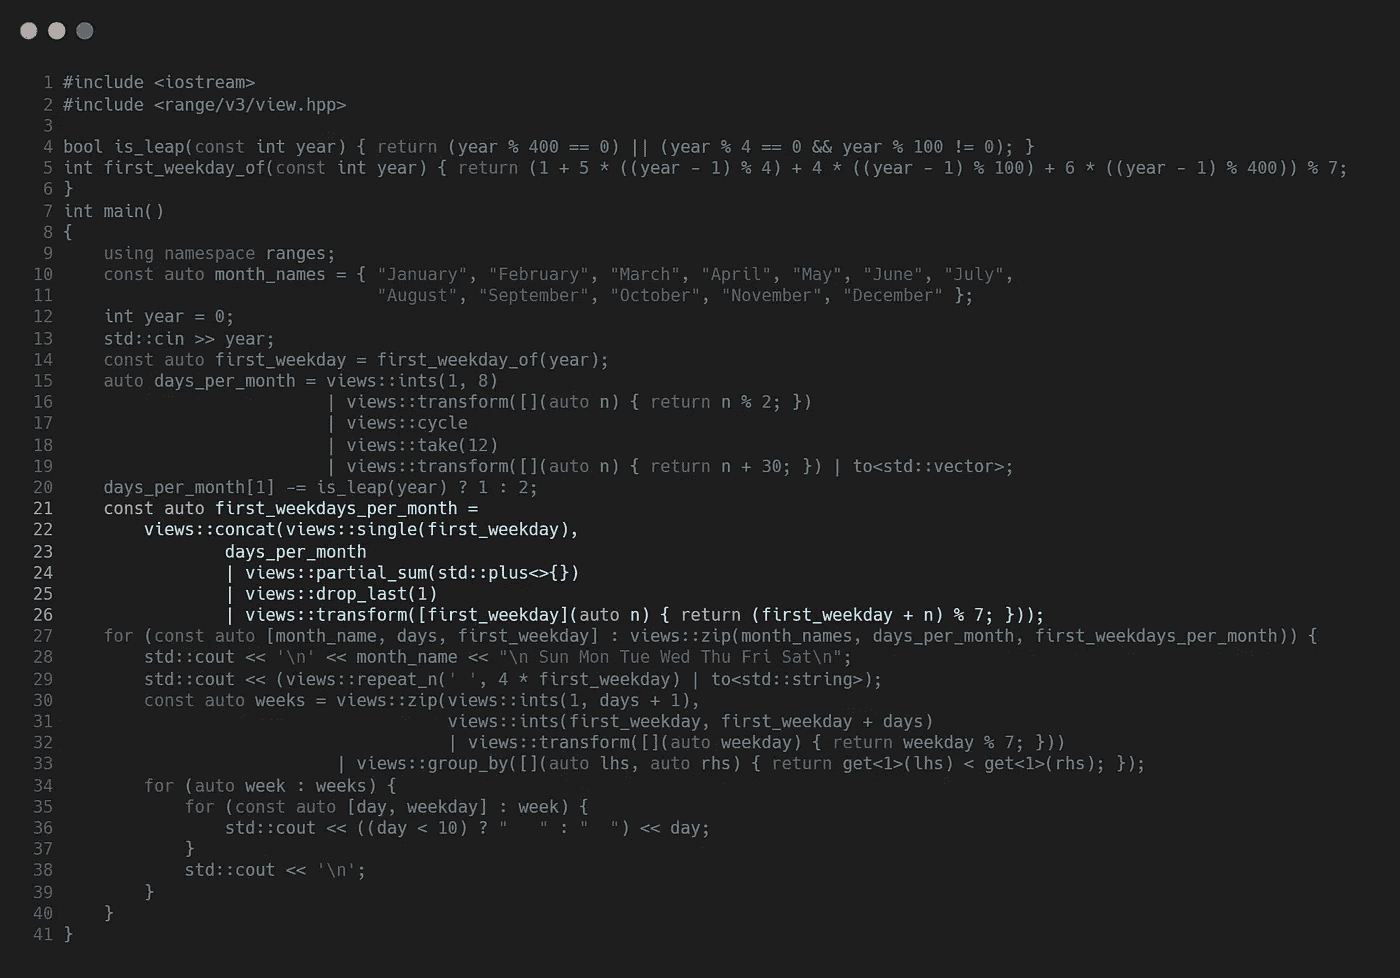 1 #include <iostream>
2 #include <range/v3/view.hpp>
3
4 bool is_leap(const int year) { return (year % 400 == 0) || (year % 4 == 0 && year % 100 != 0); }
5 int first_weekday_of(const int year) { return (1 + 5 * ((year - 1) % 4) + 4 * ((year - 1) % 100) + 6 * ((year - 1) % 400)) % 7;
6 }
7 int main()
8 {
9     using namespace ranges;
10     const auto month_names = { "January", "February", "March", "April", "May", "June", "July",
11                                "August", "September", "October", "November", "December" };
12     int year = 0;
13     std::cin >> year;
14     const auto first_weekday = first_weekday_of(year);
15     auto days_per_month = views::ints(1, 8)
16                           | views::transform([](auto n) { return n % 2; })
17                           | views::cycle
18                           | views::take(12)
19                           | views::transform([](auto n) { return n + 30; }) | to<std::vector>;
20     days_per_month[1] -= is_leap(year) ? 1 : 2;
21     const auto first_weekdays_per_month =
22         views::concat(views::single(first_weekday),
23                 days_per_month
24                 | views::partial_sum(std::plus<>{})
25                 | views::drop_last(1)
26                 | views::transform([first_weekday](auto n) { return (first_weekday + n) % 7; }));
27     for (const auto [month_name, days, first_weekday] : views::zip(month_names, days_per_month, first_weekdays_per_month)) {
28         std::cout << '\n' << month_name << "\n Sun Mon Tue Wed Thu Fri Sat\n";
29         std::cout << (views::repeat_n(' ', 4 * first_weekday) | to<std::string>);
30         const auto weeks = views::zip(views::ints(1, days + 1),
31                                       views::ints(first_weekday, first_weekday + days)
32                                       | views::transform([](auto weekday) { return weekday % 7; }))
33                            | views::group_by([](auto lhs, auto rhs) { return get<1>(lhs) < get<1>(rhs); });
34         for (auto week : weeks) {
35             for (const auto [day, weekday] : week) {
36                 std::cout << ((day < 10) ? "   " : "  ") << day;
37             }
38             std::cout << '\n';
39         }
40     }
41 }